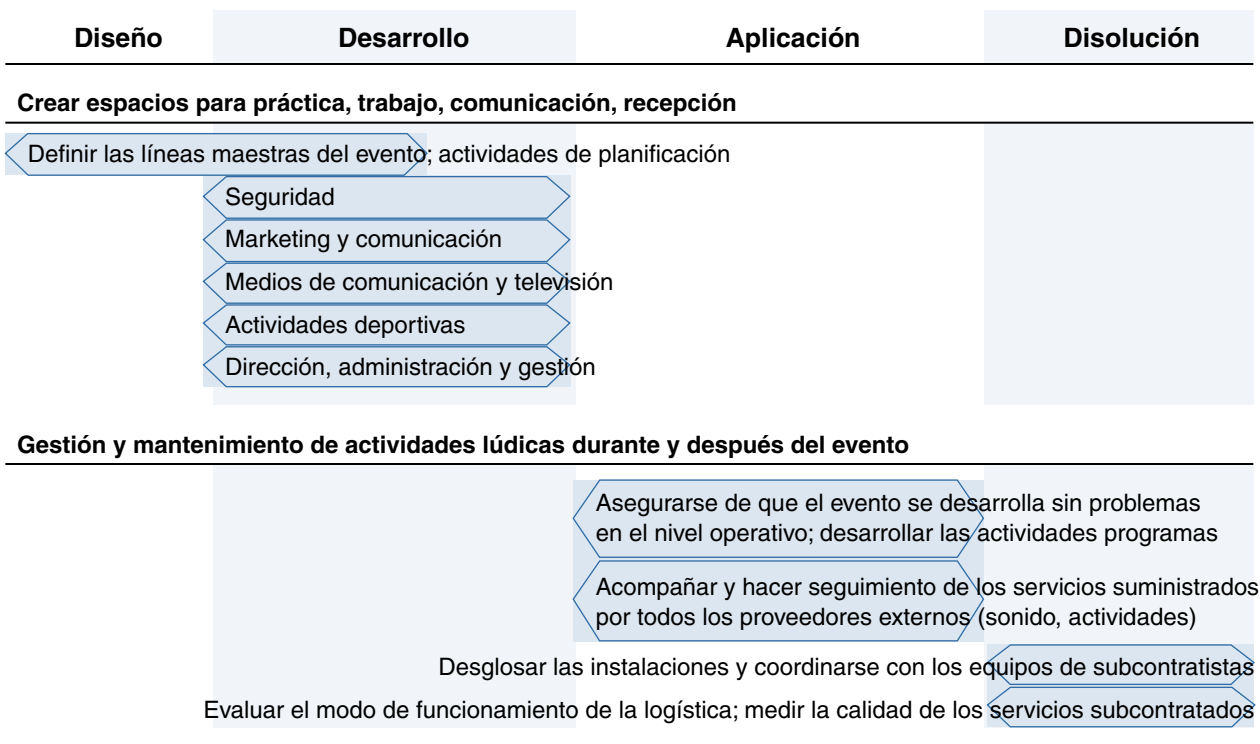 Diseño Desarrollo Aplicación Disolución
Crear espacios para práctica, trabajo, comunicación, recepción
Definir las líneas maestras del evento; actividades de planificación
Seguridad
Marketing y comunicación
Medios de comunicación y televisión
Actividades deportivas
Dirección, administración y gestión
Gestión y mantenimiento de actividades lúdicas durante y después del evento
Asegurarse de que el evento se desarrolla sin problemas
en el nivel operativo; desarrollar las actividades programas
Acompañar y hacer seguimiento de los servicios suministrados
por todos los proveedores externos (sonido, actividades)
Desglosar las instalaciones y coordinarse con los equipos de subcontratistas
Evaluar el modo de funcionamiento de la logística; medir la calidad de los servicios subcontratados